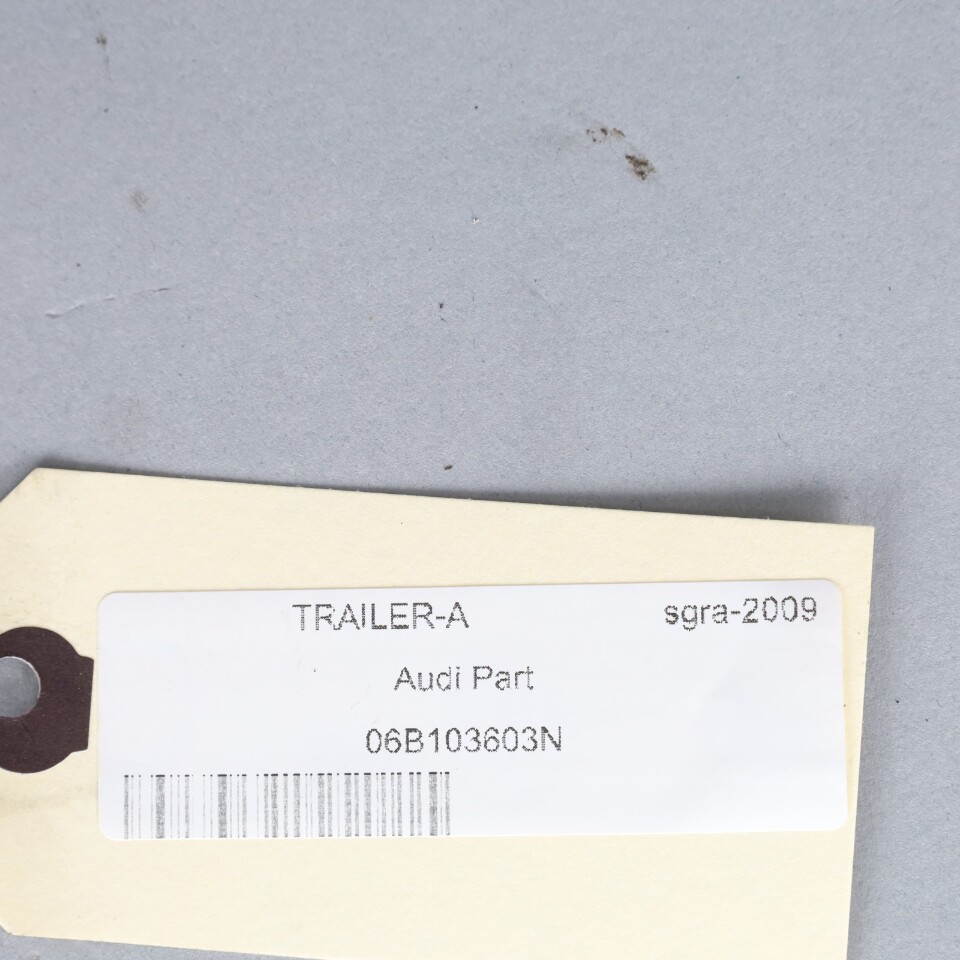 TRAILER-A sgra-2009
Audi Part
06B103603N